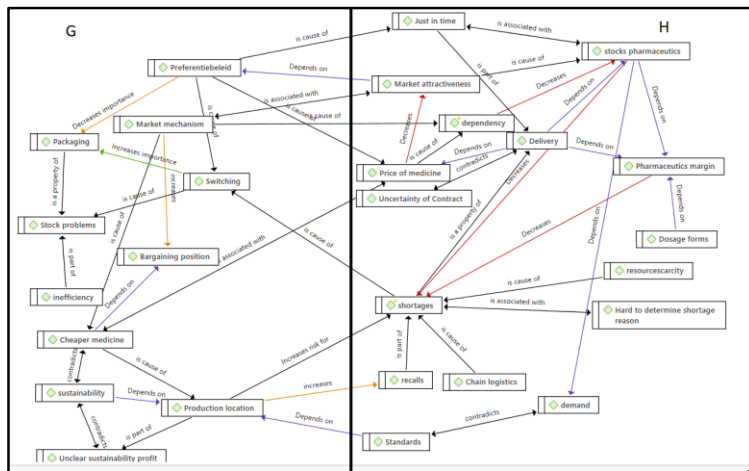 G
H
Just in time
is associated with
is cause of
stocks pharmaceutics
Preferentiebeleid
Depends on
is part of
is cause of
Market attractiveness
Decreases
Depends on
Decreases importance
is associated with
is cause of
Market mechanism
is cause of
dependency
Depends on
Packaging
Decreases
is cause of
Delivery
Depends on
Increases importance
Depends on
contradicts
Pharmaceutics margin
Price of medicine
Decreases
Switching
is a property of
increases
is cause of
Uncertainty of Contract
Stock problems
is cause of
associated with
is a property of
Depends on
Decreases
Dosage forms
Bargaining position
is cause of
is part of
resourcescarcity
is cause of
inefficiency
Depends on
shortages
is associated with
Hard to determine shortage
reason
Cheaper medicine
Increases risk for
is part of
is cause of
contradicts
is cause of
recalls
Chain logistics
sustainability
Depends on
increases
Production location
demand
contradicts
is part of
contradicts
Depends on
Standards
Unclear sustainability profit